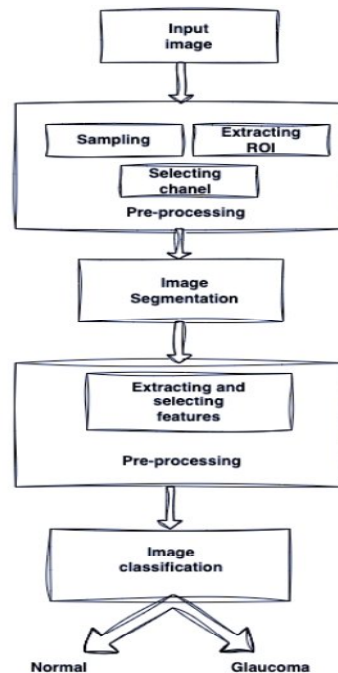 Input
image
Sampling
Extracting
ROI
Selecting
chanel
Pre-processing
Image
Segmentation
Extracting and
selecting
features
Pre-processing
Image
classification
Normal
Glaucoma